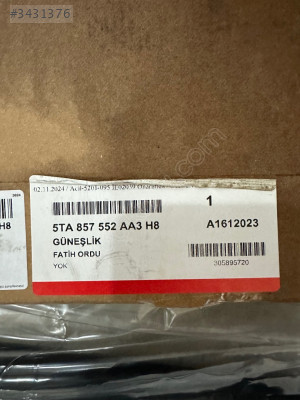 #3431376
1
5TA 857 552 AA3 H8
A1612023
GÜNEŞLİK
FATİH ORDU
YOK
305895720
H8